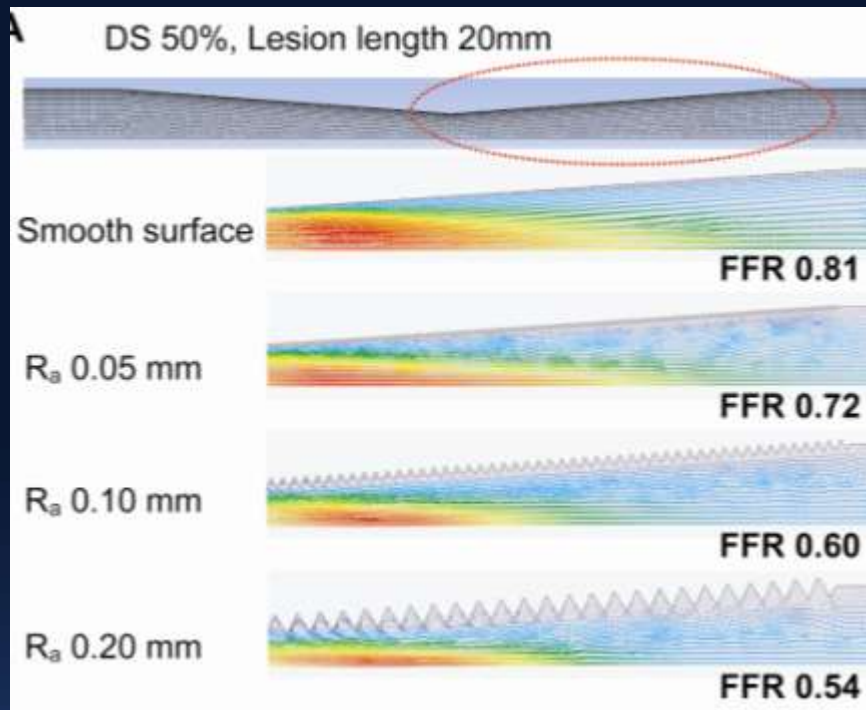 A
DS 50%, Lesion length 20mm
Smooth surface
FFR 0.81
Rₐ 0.05 mm
FFR 0.72
Rₐ 0.10 mm
FFR 0.60
Rₐ 0.20 mm
FFR 0.54